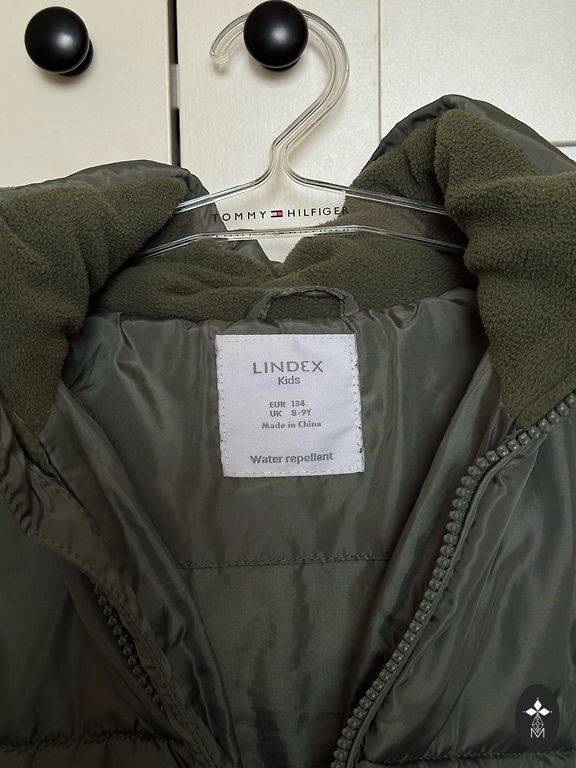 TOMMY HILFIGER
LINDEX
Kids
EUR 134
UK 8-9Y
Made in China
Water repellent
M